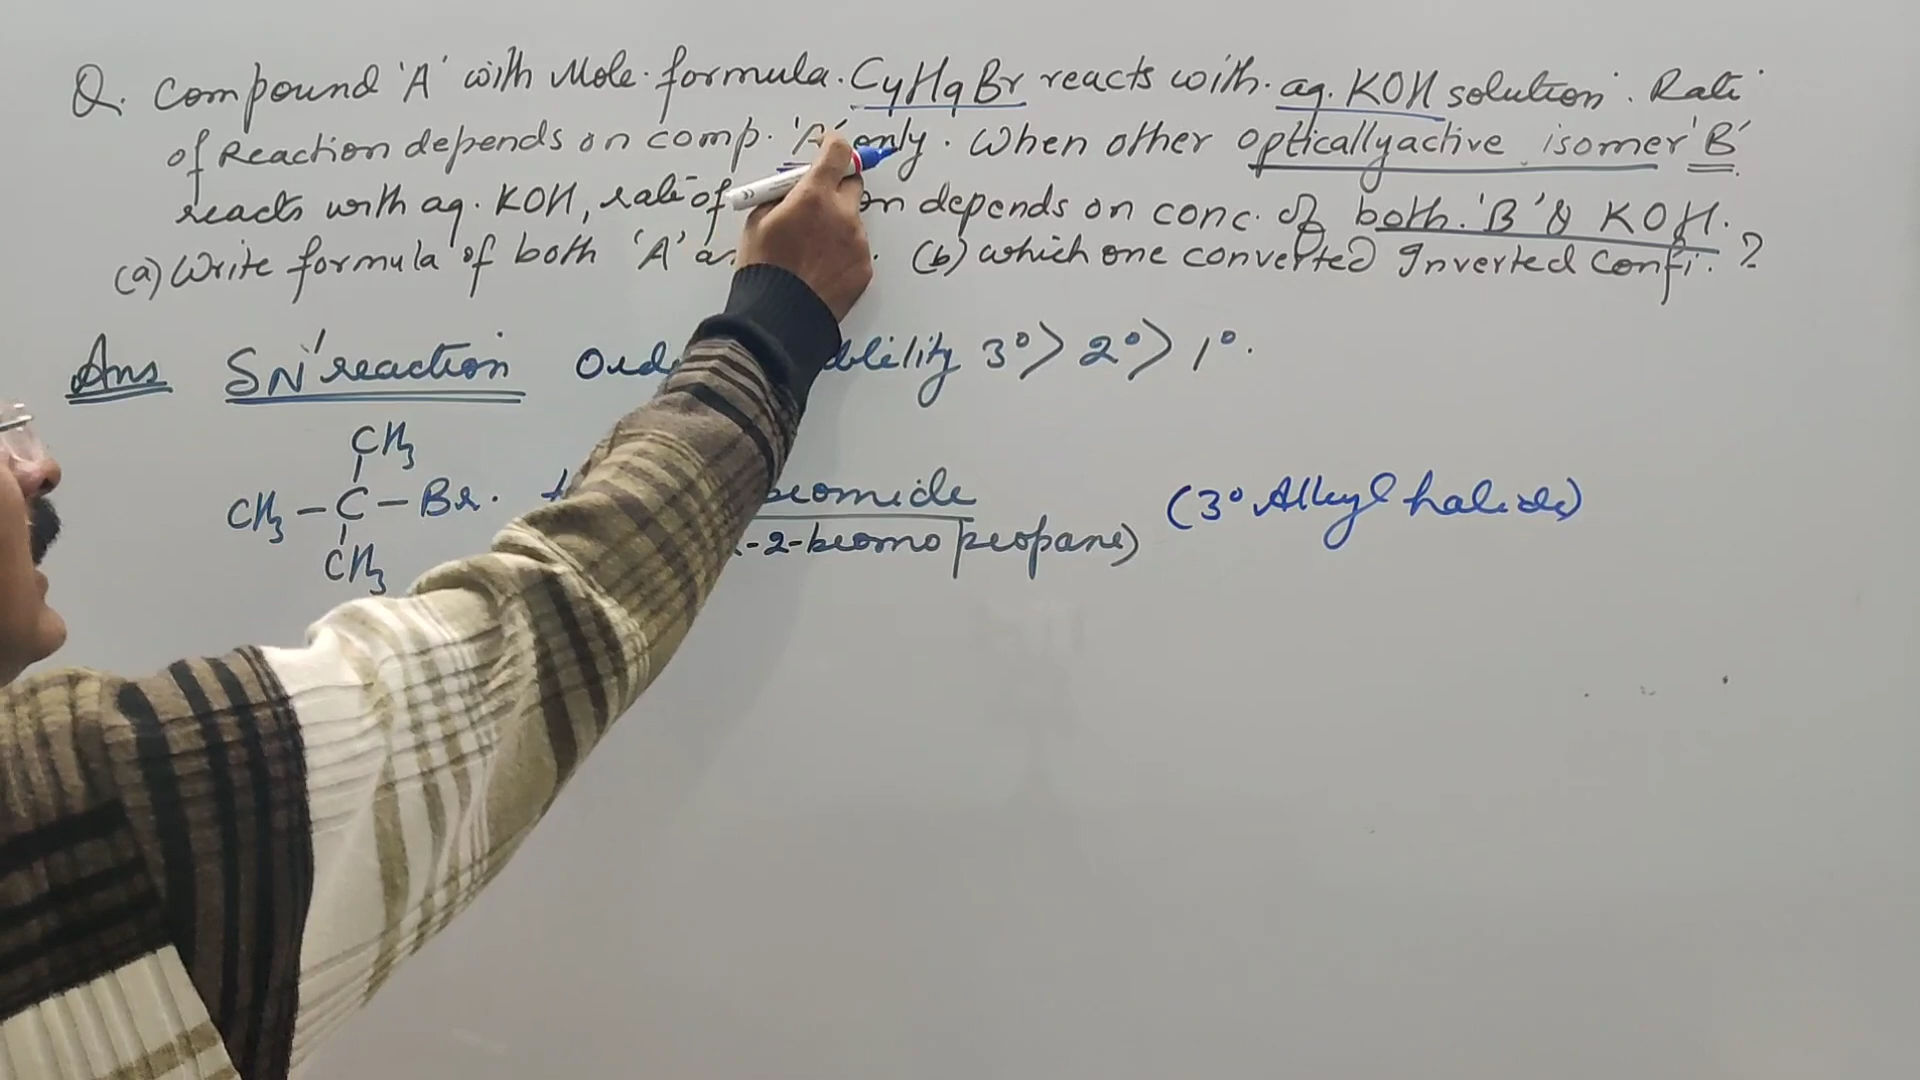 Q. Compound 'A' with Mole. formula. C4H9Br reacts with. aq. KOH solution. Rate
of Reaction depends on comp. 'A' only. When other optically active isomer 'B'
reacts with aq. KOH, rate of on depends on conc. of both. 'B' & KOH.
(a) Write formula of both 'A' (b) which one converted Inverted Confi. ?
Ans SN1 reaction 3° > 2° > 1°.
CH3
CH3 - C - Br.
CH3
(3° Alkyl halide)
-2-bromo propane)